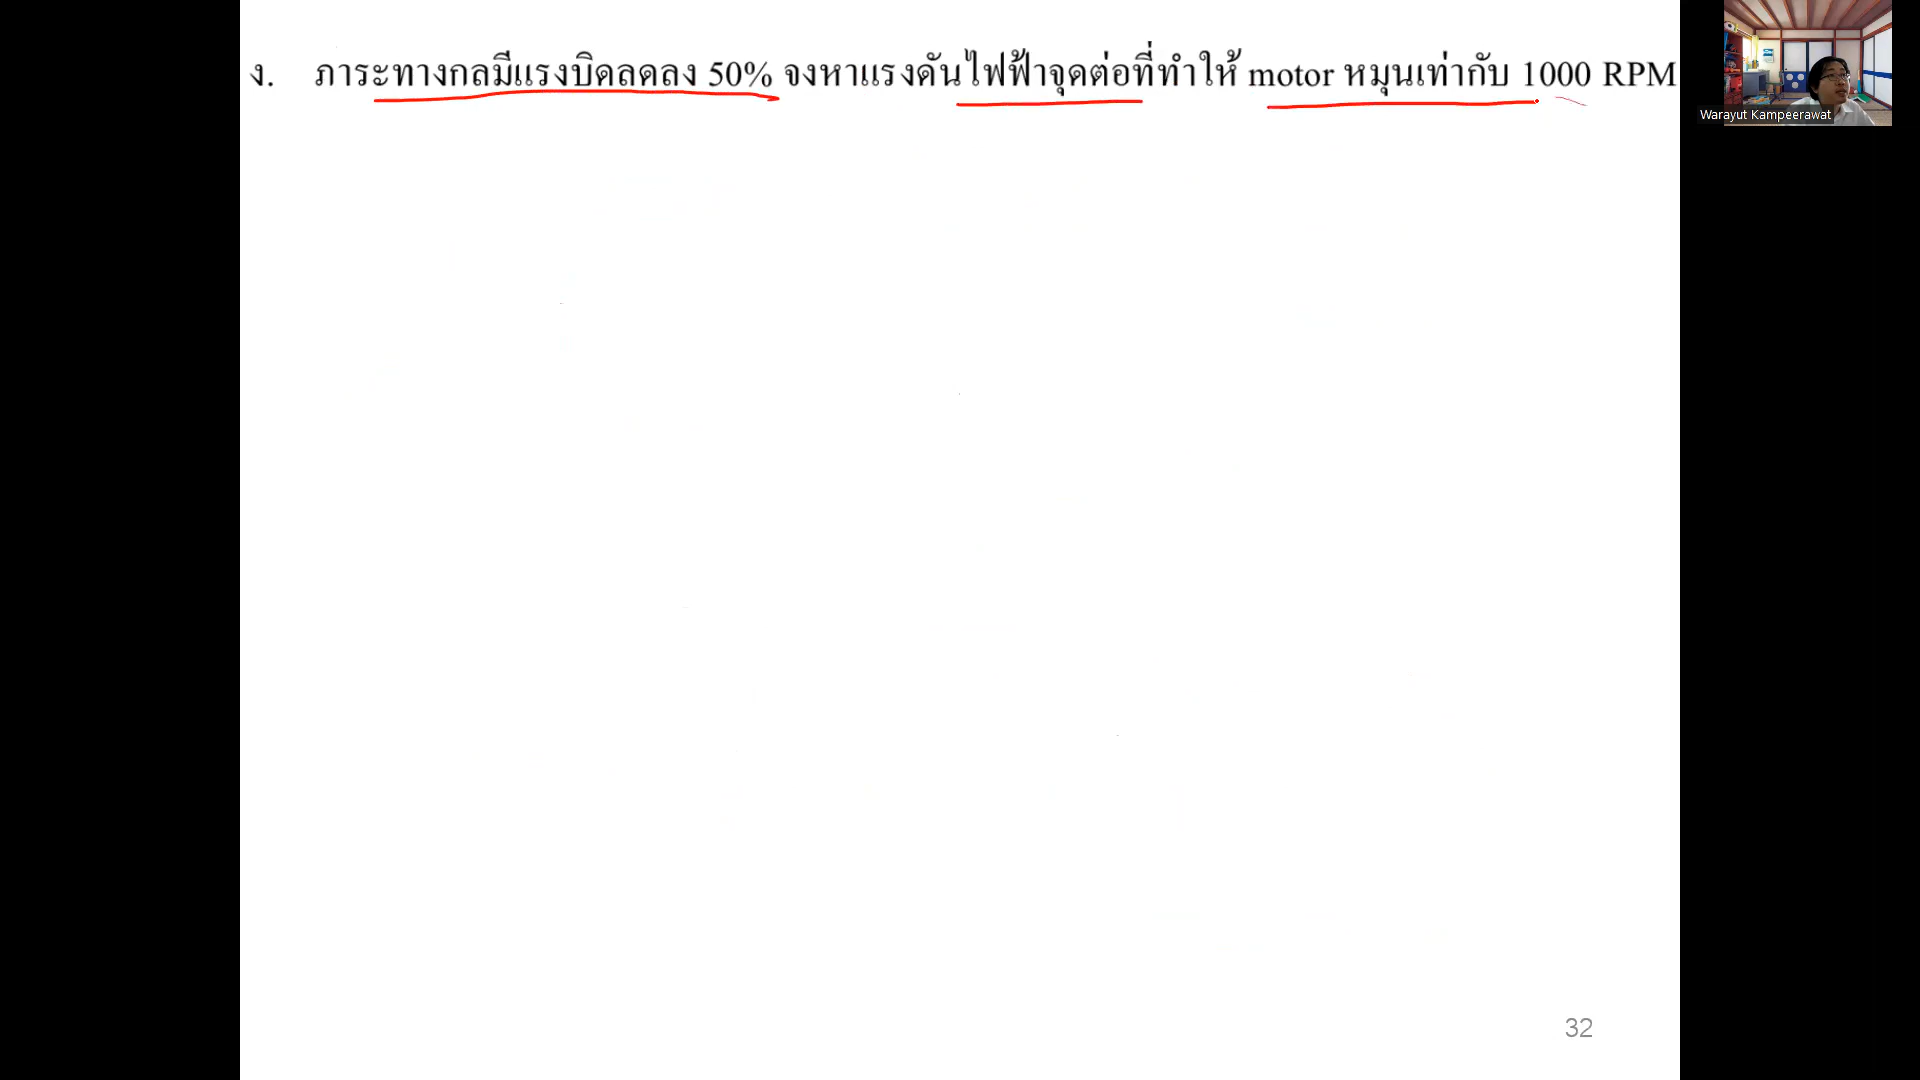 ง. ภาระทางกลมีแรงบิดลดลง 50% จงหาแรงดันไฟฟ้าจุดต่อที่ทำให้ motor หมุนเท่ากับ 1000 RPM
Warayut Kampeerawat
32